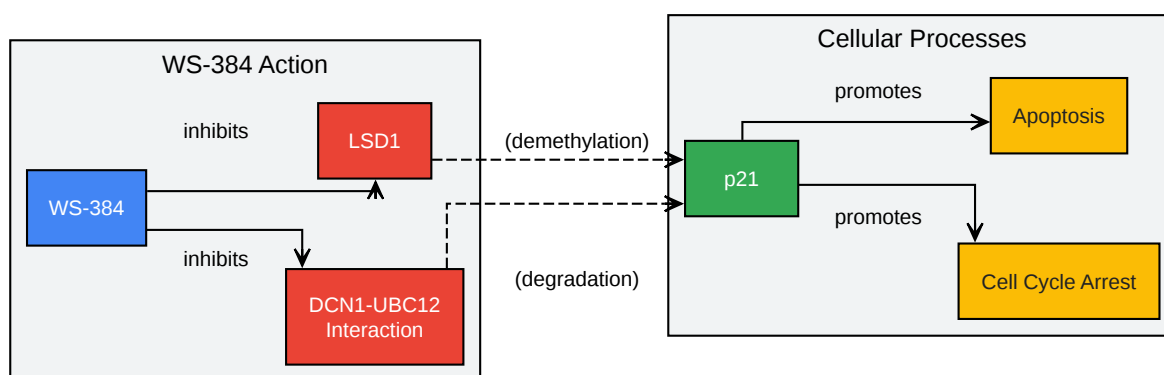 WS-384 Action
Cellular Processes
inhibits
LSD1
(demethylation)
promotes
Apoptosis
WS-384
p21
inhibits
promotes
(degradation)
DCN1-UBC12
Interaction
Cell Cycle Arrest